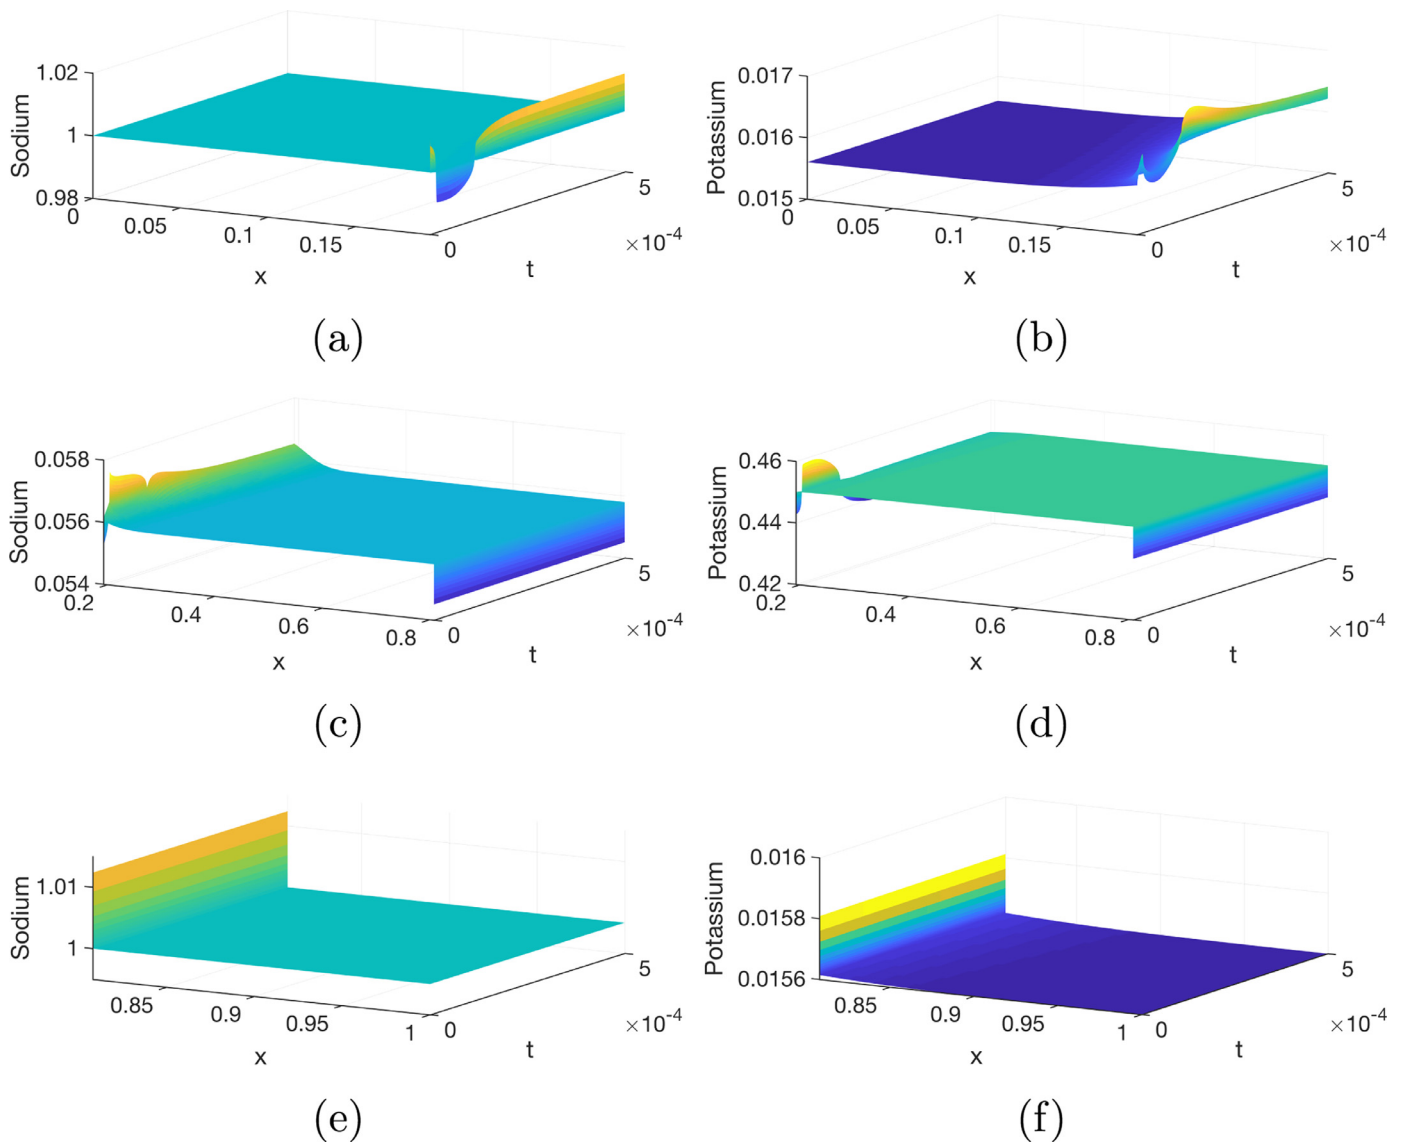 1.02
1
0.98
Sodium
0
0.05
0.1
0.15
x
0
5
×10-4
t
(a)
0.017
0.016
0.015
Potassium
0
0.05
0.1
0.15
x
0
5
×10-4
t
(b)
0.058
0.056
0.054
Sodium
0.2
0.4
0.6
0.8
x
0
5
×10-4
t
(c)
0.46
0.44
0.42
Potassium
0.2
0.4
0.6
0.8
x
0
5
×10-4
t
(d)
1.01
1
Sodium
0.85
0.9
0.95
1
x
0
5
×10-4
t
(e)
0.016
0.0158
0.0156
Potassium
0.85
0.9
0.95
1
x
0
5
×10-4
t
(f)